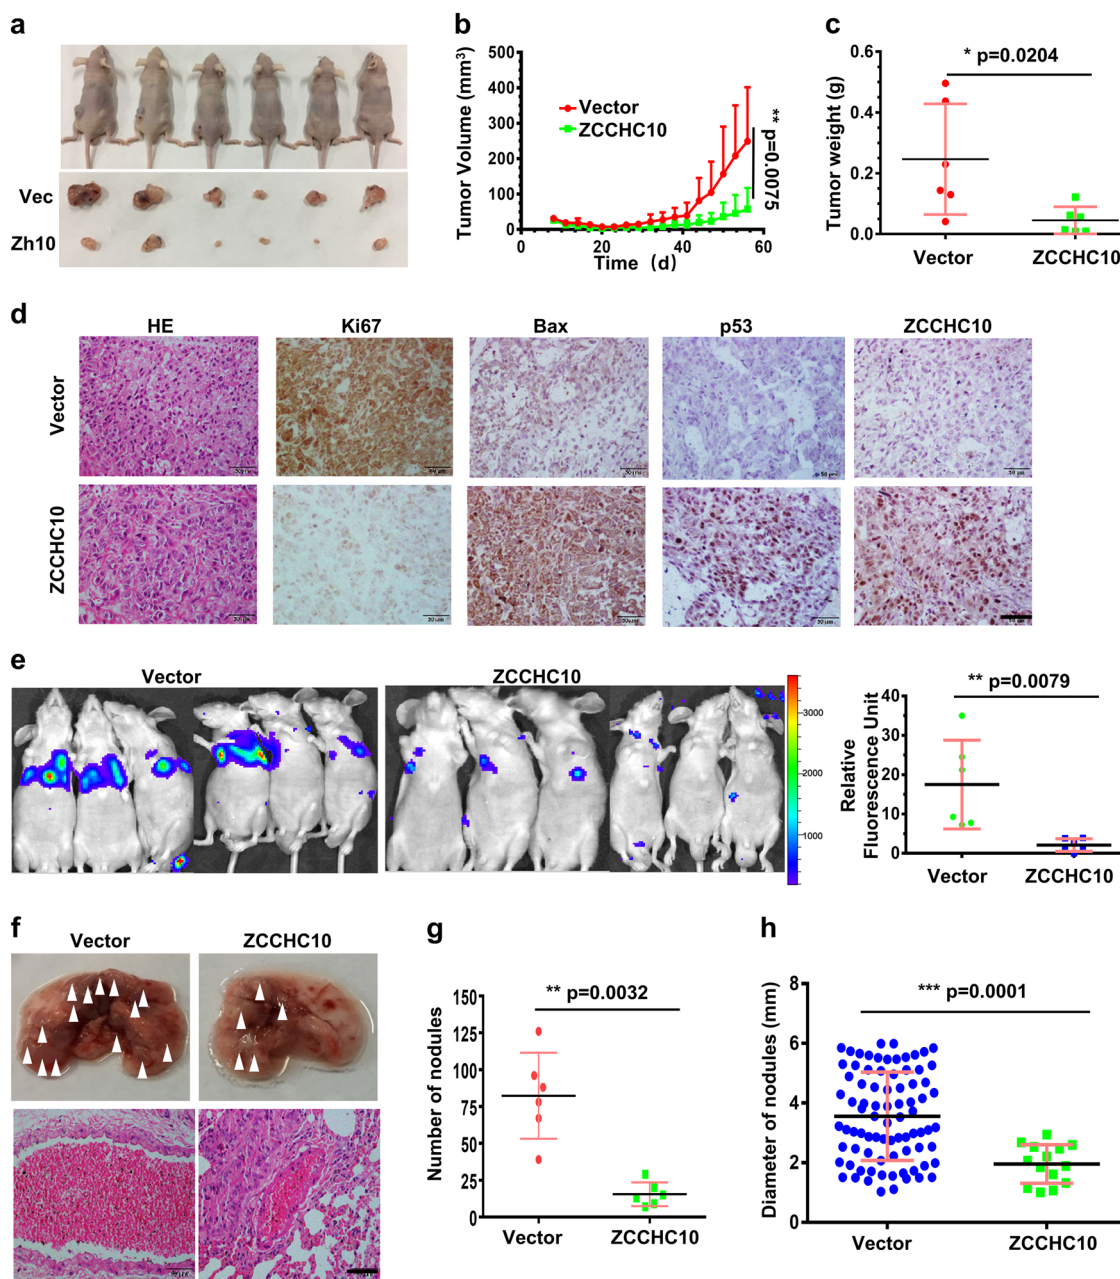 a
Vec
Zh10
b
Tumor Volume (mm³)
500
400
300
200
100
0
0 20 40 60
Time (d)
Vector
ZCCHC10
** p=0.0075
c
Tumor weight (g)
0.6
0.4
0.2
0.0
* p=0.0204
Vector ZCCHC10
d
HE Ki67 Bax p53 ZCCHC10
Vector
ZCCHC10
e
Vector ZCCHC10
3000
2000
1000
Relative
Fluorescence Unit
40
30
20
10
0
** p=0.0079
Vector ZCCHC10
f
Vector ZCCHC10
g
Number of nodules
150
125
100
75
50
25
0
** p=0.0032
Vector ZCCHC10
h
Diameter of nodules (mm)
8
6
4
2
0
*** p=0.0001
Vector ZCCHC10